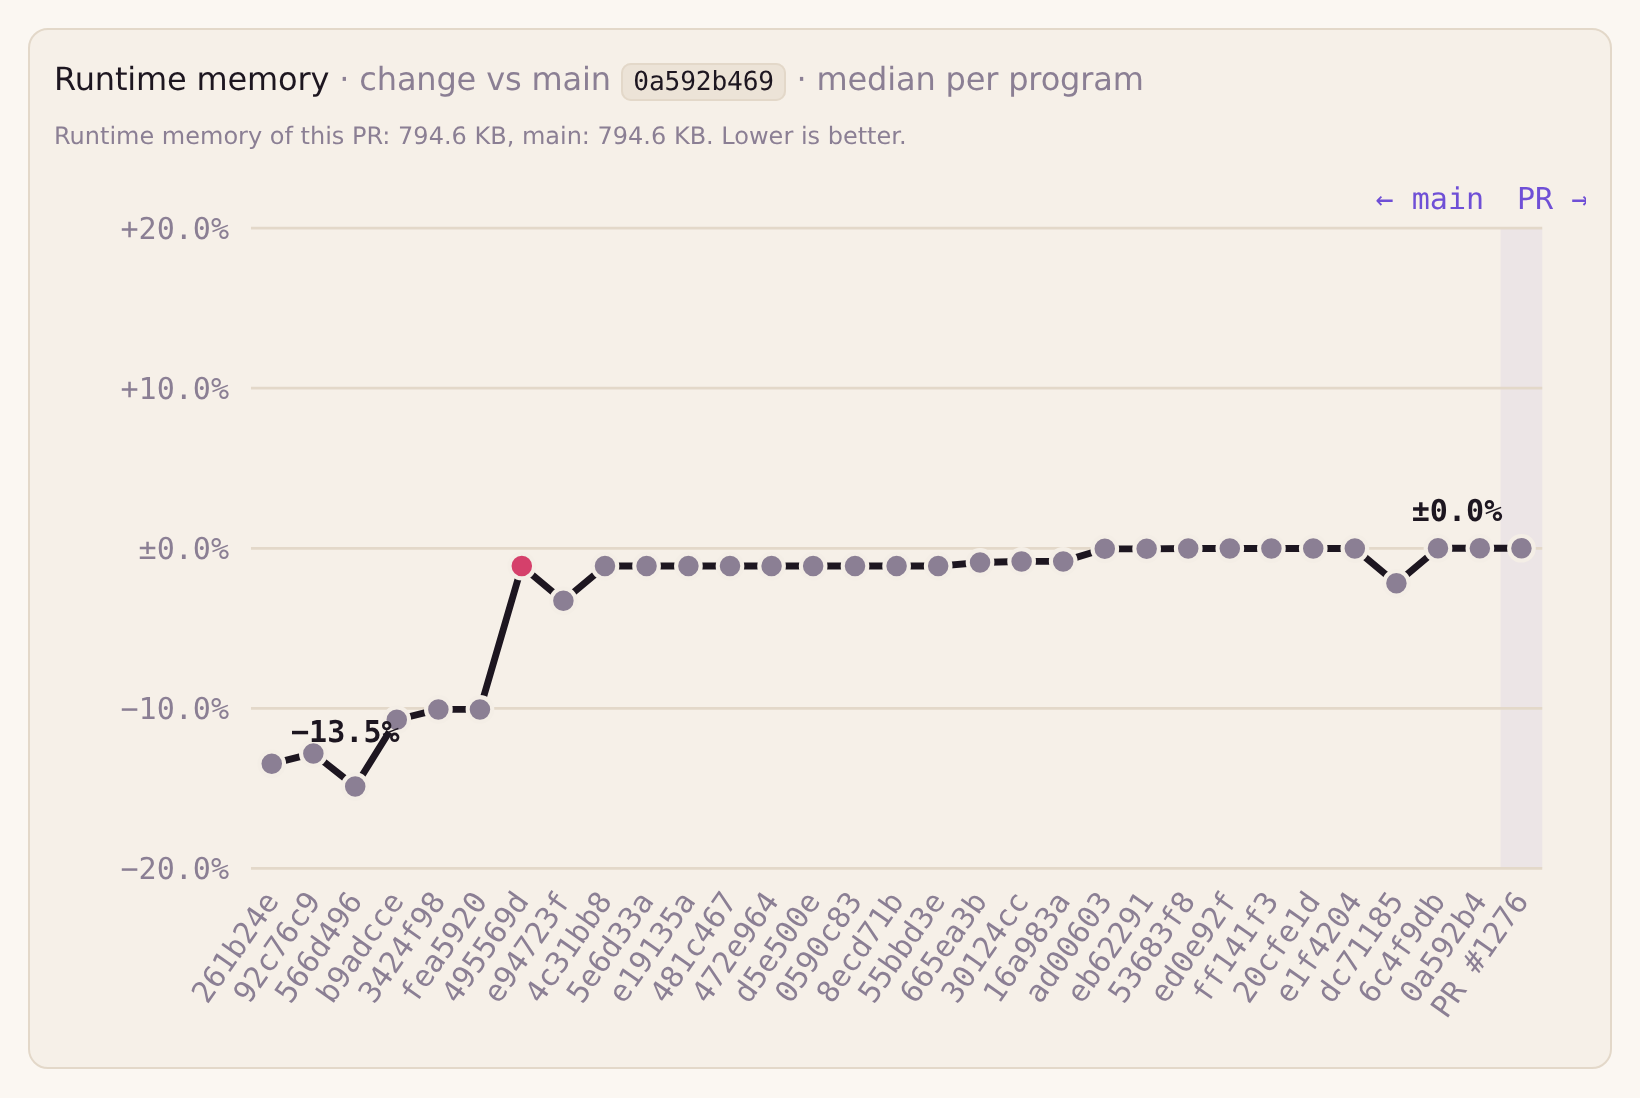 Runtime memory · change vs main 0a592b469 · median per program
Runtime memory of this PR: 794.6 KB, main: 794.6 KB. Lower is better.
← main PR →
+20.0%
+10.0%
±0.0%
−10.0%
−20.0%
−13.5%
±0.0%
261b24e
92c76c9
566d496
b9adcce
3424f98
fea5920
495569d
e94723f
4c31bb8
5e6d33a
e19135a
481c467
472e964
d5e500e
0590c83
8ecd71b
55bbd3e
665ea3b
30124cc
16a983a
ad00603
eb62291
53683f8
ed0e92f
ff141f3
20cfe1d
e1f4204
dc71185
6c4f9db
0a592b4
PR #1276